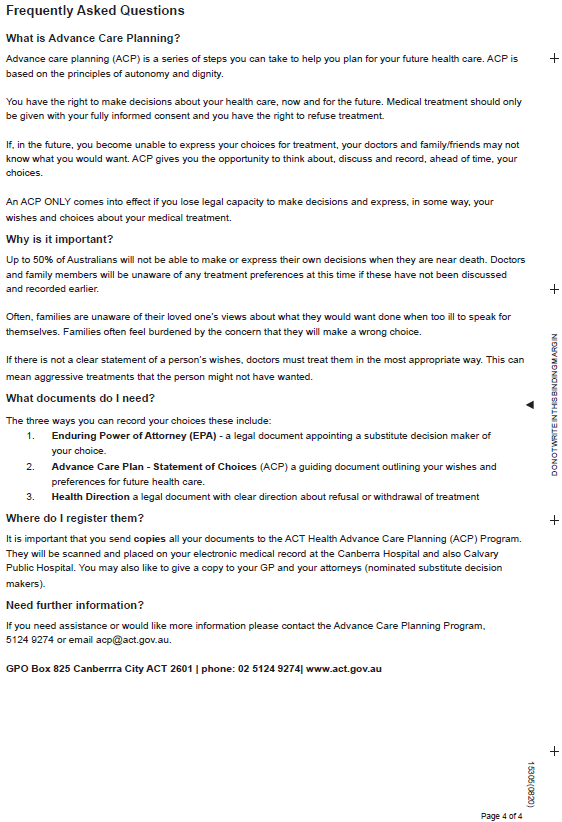 Frequently Asked Questions
What is Advance Care Planning?
Advance care planning (ACP) is a series of steps you can take to help you plan for your future health care. ACP is
based on the principles of autonomy and dignity.
You have the right to make decisions about your health care, now and for the future. Medical treatment should only
be given with your fully informed consent and you have the right to refuse treatment.
If, in the future, you become unable to express your choices for treatment, your doctors and family/friends may not
know what you would want. ACP gives you the opportunity to think about, discuss and record, ahead of time, your
choices.
An ACP ONLY comes into effect if you lose legal capacity to make decisions and express, in some way, your
wishes and choices about your medical treatment.
Why is it important?
Up to 50% of Australians will not be able to make or express their own decisions when they are near death. Doctors
and family members will be unaware of any treatment preferences at this time if these have not been discussed
and recorded earlier.
Often, families are unaware of their loved one's views about what they would want done when too ill to speak for
themselves. Families often feel burdened by the concern that they will make a wrong choice.
If there is not a clear statement of a person's wishes, doctors must treat them in the most appropriate way. This can
mean aggressive treatments that the person might not have wanted.
What documents do I need?
The three ways you can record your choices these include:
1. Enduring Power of Attorney (EPA) - a legal document appointing a substitute decision maker of
your choice.
2. Advance Care Plan - Statement of Choices (ACP) a guiding document outlining your wishes and
preferences for future health care.
3. Health Direction a legal document with clear direction about refusal or withdrawal of treatment
Where do I register them?
It is important that you send copies all your documents to the ACT Health Advance Care Planning (ACP) Program.
They will be scanned and placed on your electronic medical record at the Canberra Hospital and also Calvary
Public Hospital. You may also like to give a copy to your GP and your attorneys (nominated substitute decision
makers).
Need further information?
If you need assistance or would like more information please contact the Advance Care Planning Program,
5124 9274 or email acp@act.gov.au.
GPO Box 825 Canberrra City ACT 2601 | phone: 02 5124 9274| www.act.gov.au
DO NOT WRITE IN THIS BINDING MARGIN
15305(0820)
Page 4 of 4